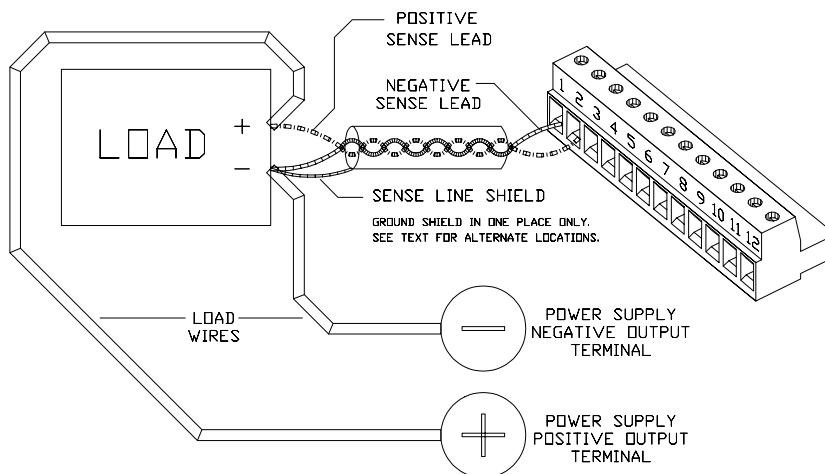 POSITIVE
SENSE LEAD
NEGATIVE
SENSE LEAD
1 2 3 4 5 6 7 8 9 10 11 12
LOAD
+
−
SENSE LINE SHIELD
GROUND SHIELD IN ONE PLACE ONLY.
SEE TEXT FOR ALTERNATE LOCATIONS.
LOAD
WIRES
POWER SUPPLY
NEGATIVE OUTPUT
TERMINAL
POWER SUPPLY
POSITIVE OUTPUT
TERMINAL